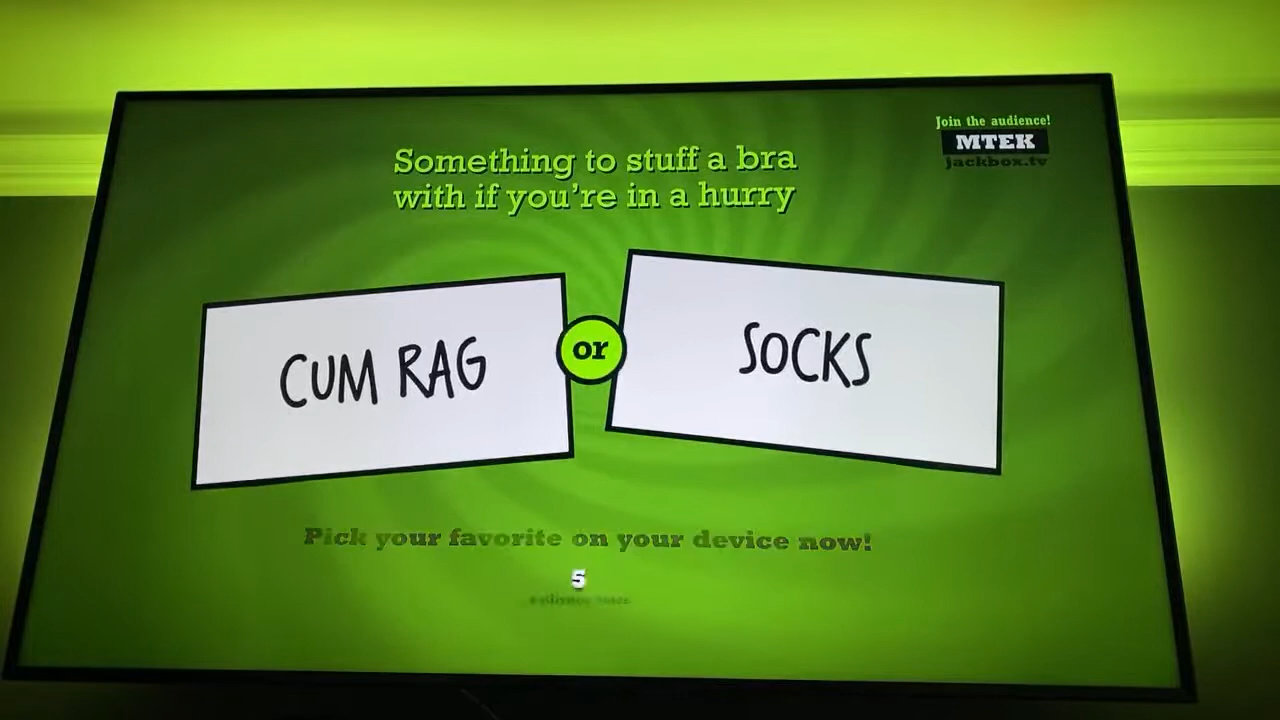 Join the audience!
MTEK
jackbox.tv
Something to stuff a bra
with if you're in a hurry
CUM RAG
or
SOCKS
Pick your favorite on your device now!
5